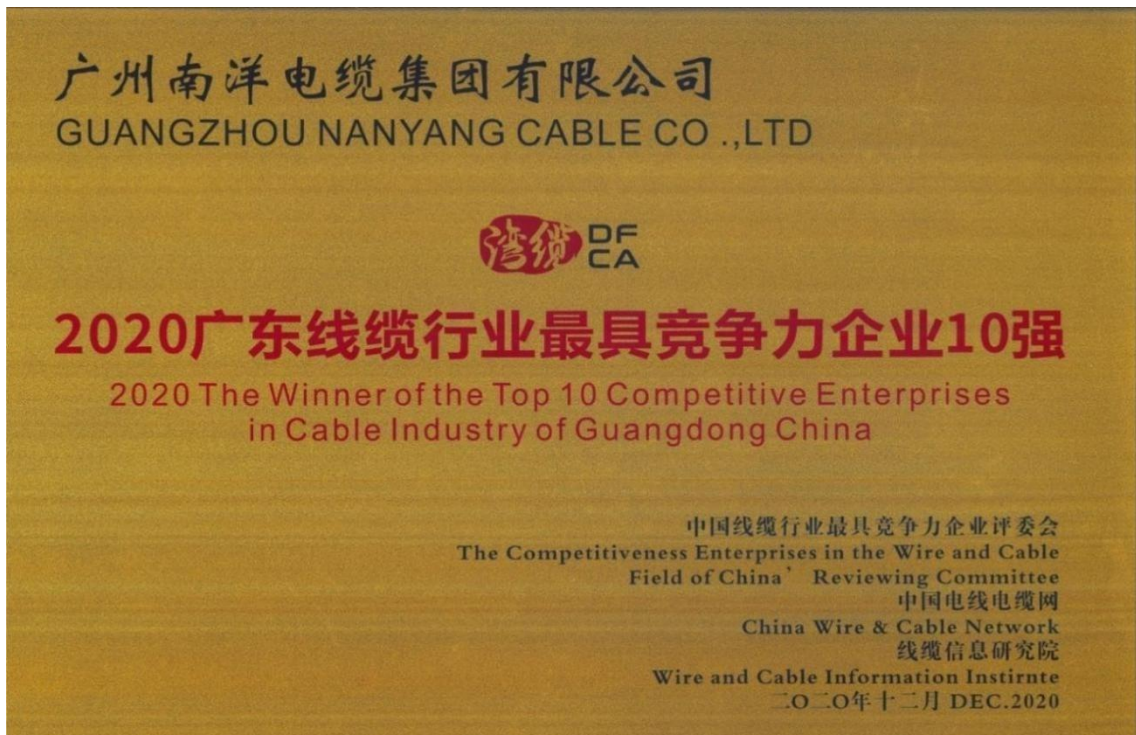 广州南洋电缆集团有限公司
GUANGZHOU NANYANG CABLE CO .,LTD
湾缆 DF
CA
2020广东线缆行业最具竞争力企业10强
2020 The Winner of the Top 10 Competitive Enterprises
in Cable Industry of Guangdong China
中国线缆行业最具竞争力企业评委会
The Competitiveness Enterprises in the Wire and Cable
Field of China’ Reviewing Committee
中国电线电缆网
China Wire & Cable Network
线缆信息研究院
Wire and Cable Information Instirnte
二〇二〇年十二月 DEC.2020